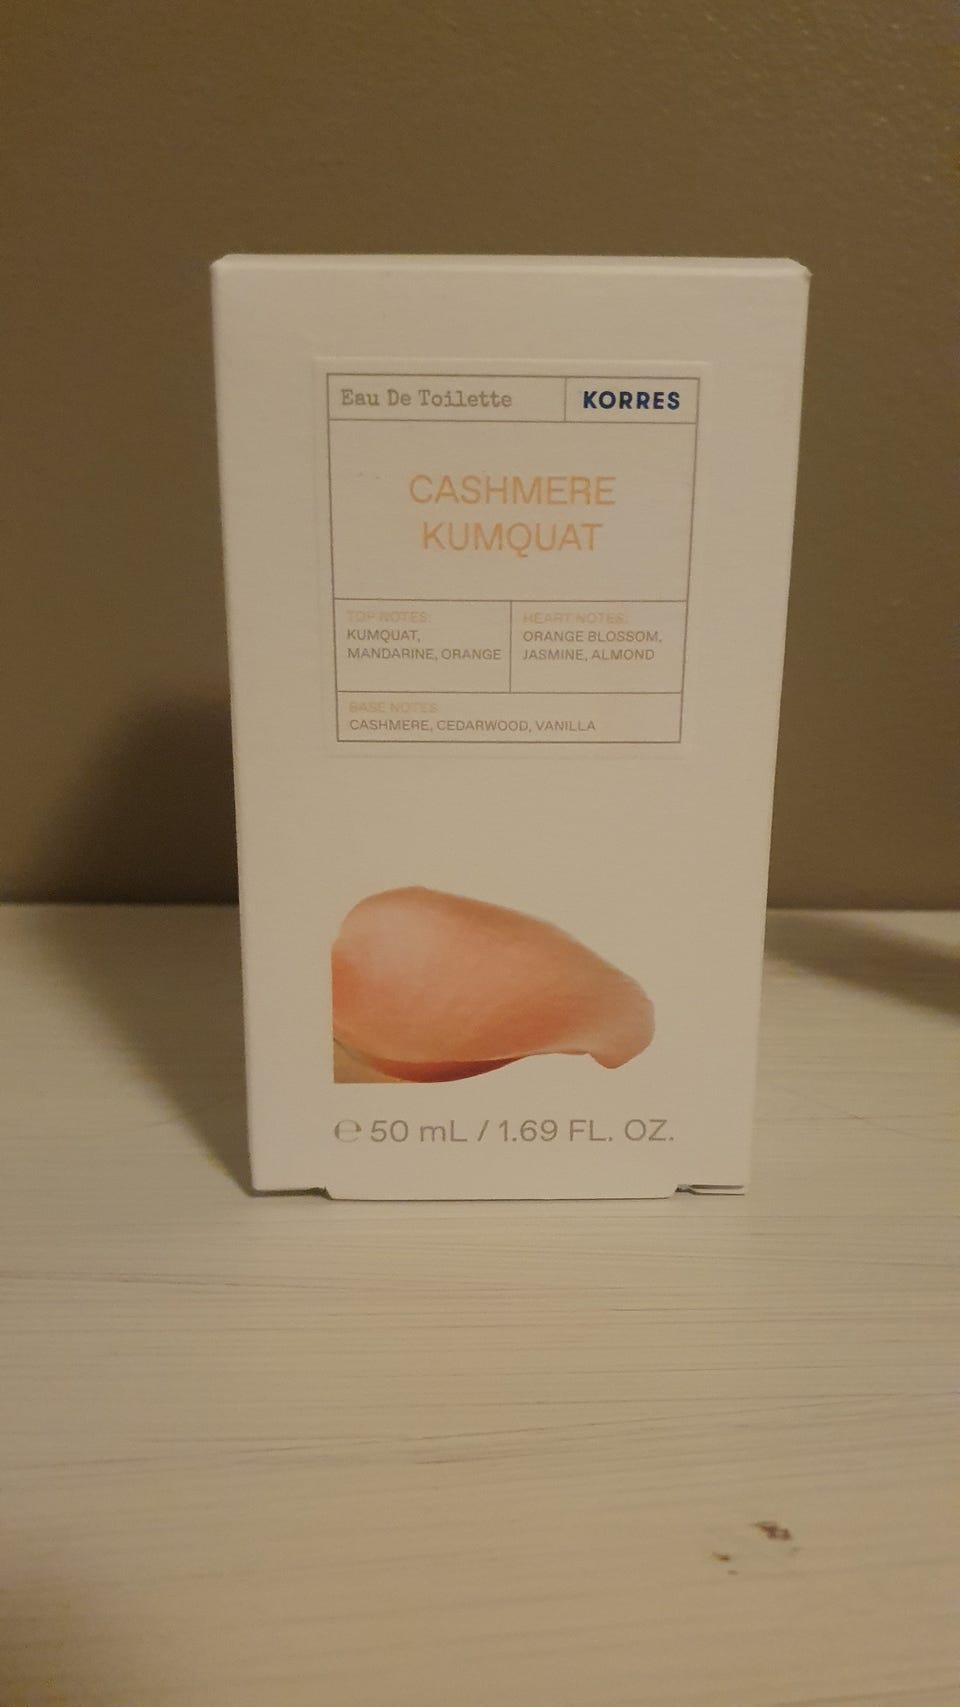 Eau De Toilette
KORRES
CASHMERE
KUMQUAT
TOP NOTES:
KUMQUAT,
MANDARINE, ORANGE
HEART NOTES:
ORANGE BLOSSOM,
JASMINE, ALMOND
BASE NOTES:
CASHMERE, CEDARWOOD, VANILLA
℮ 50 mL / 1.69 FL. OZ.